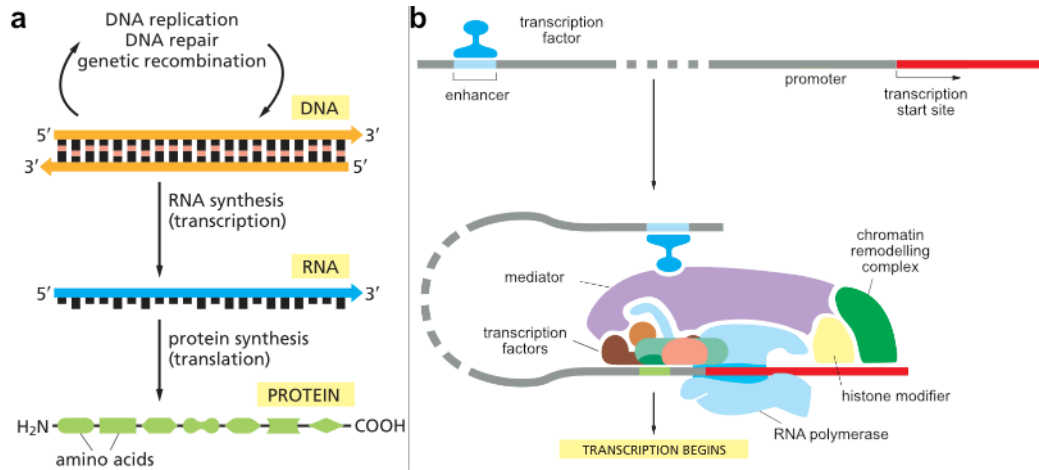 a
DNA replication
DNA repair
genetic recombination
DNA
5′
3′
3′
5′
RNA synthesis
(transcription)
RNA
5′
3′
protein synthesis
(translation)
PROTEIN
H₂N
COOH
amino acids
b
transcription
factor
enhancer
promoter
transcription
start site
chromatin
remodelling
complex
mediator
transcription
factors
histone modifier
RNA polymerase
TRANSCRIPTION BEGINS